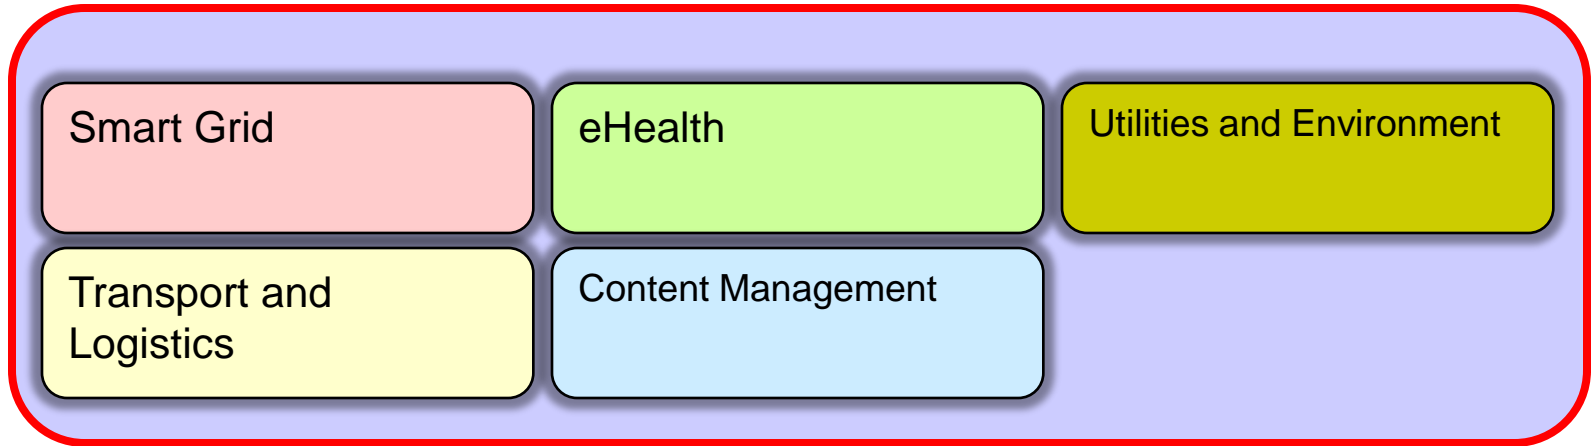 Smart Grid
eHealth
Utilities and Environment
Transport and
Logistics
Content Management